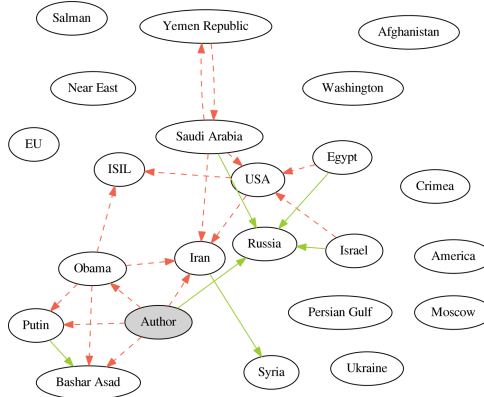 Salman
Yemen Republic
Afghanistan
Near East
Washington
EU
Saudi Arabia
Egypt
ISIL
USA
Crimea
Russia
Israel
Iran
America
Obama
Putin
Author
Persian Gulf
Moscow
Bashar Asad
Syria
Ukraine